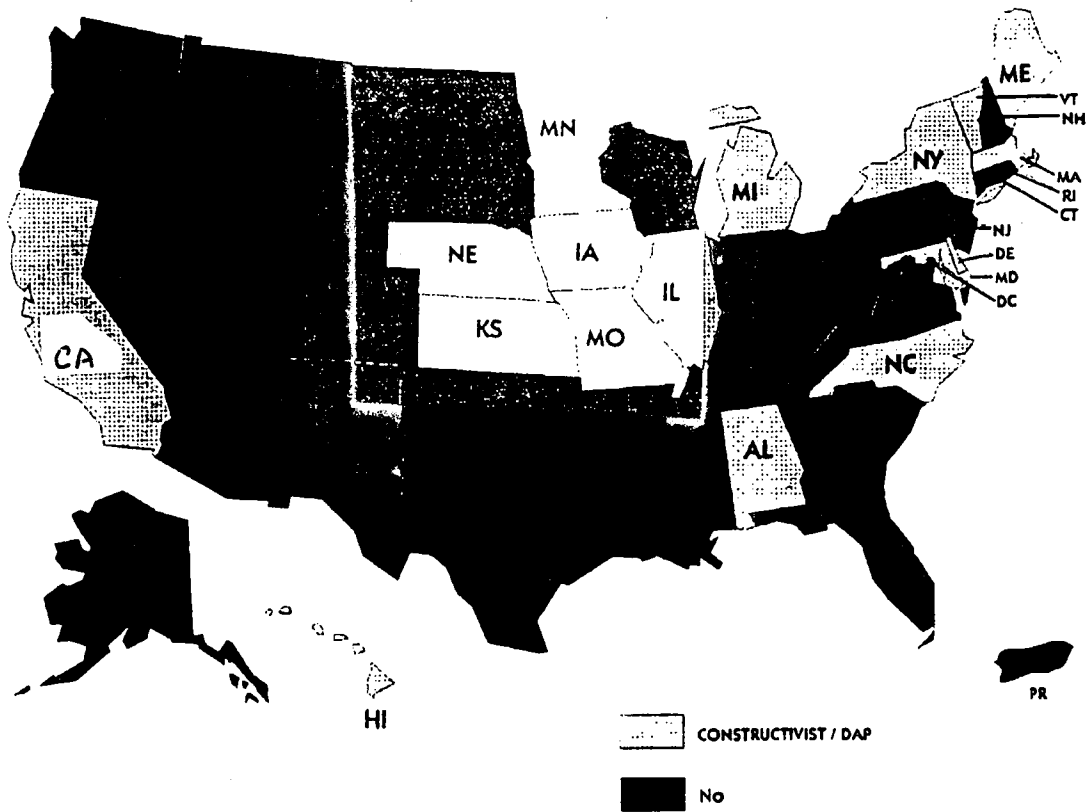 ME
VT
MN
NH
NY
MA
MI
RI
CT
NJ
NE
IA
DE
MD
IL
DC
KS
MO
CA
NC
AL
PR
HI
CONSTRUCTIVIST / DAP
No